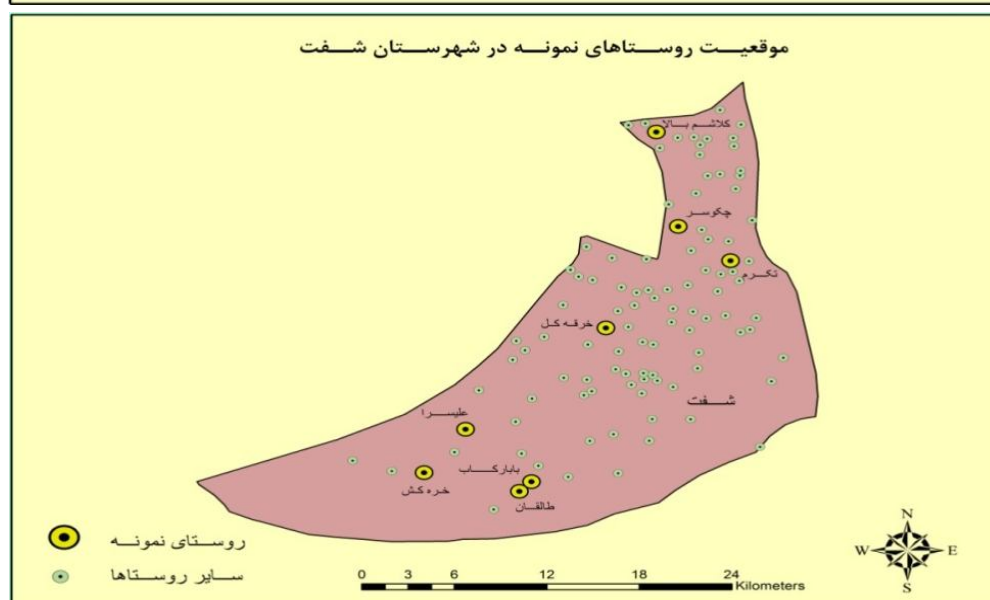 موقعیت روستاهای نمونه در شهرستان شفت
کلاشم بالا
چکوسر
تکرم
خرقه کل
شفت
علیسرا
بابارکاب
خره کش
طالقان
روستای نمونه
سایر روستاها
N
W E
S
0 3 6 12 18 24
Kilometers